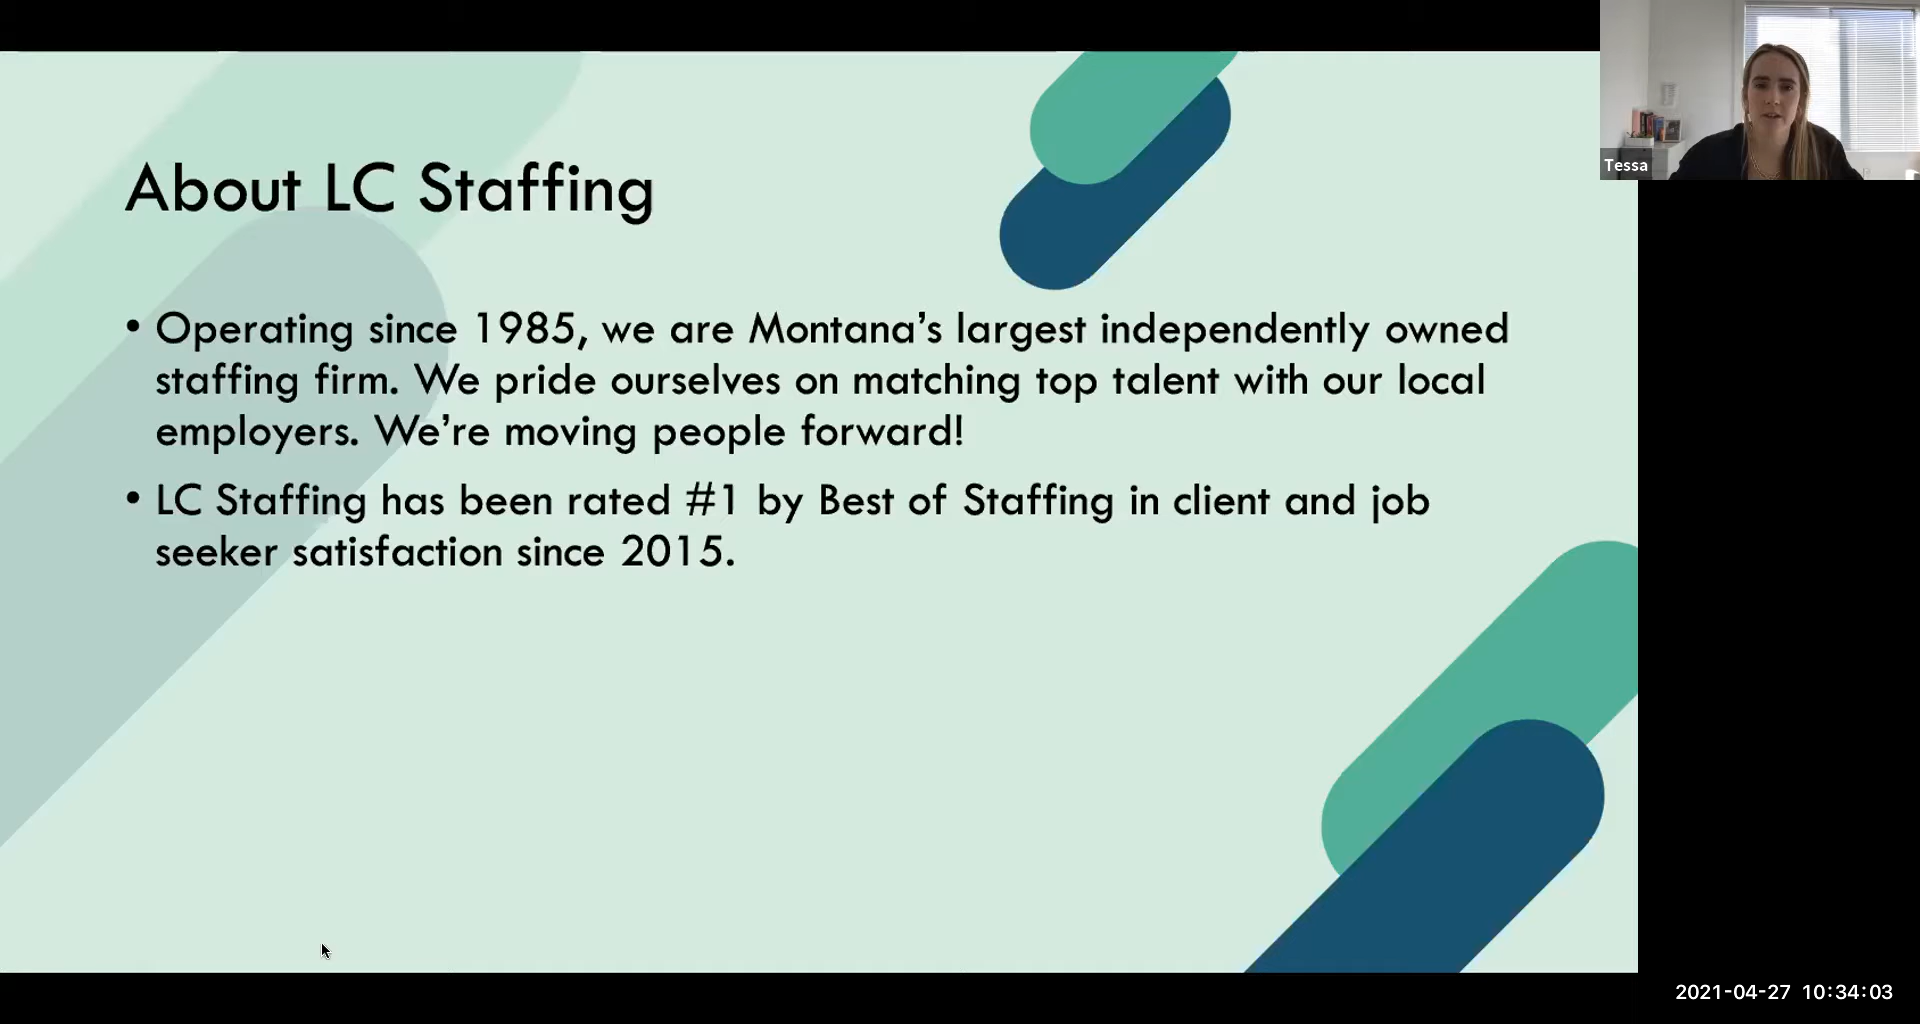 About LC Staffing
• Operating since 1985, we are Montana’s largest independently owned
staffing firm. We pride ourselves on matching top talent with our local
employers. We’re moving people forward!
• LC Staffing has been rated #1 by Best of Staffing in client and job
seeker satisfaction since 2015.
Tessa
2021-04-27 10:34:03